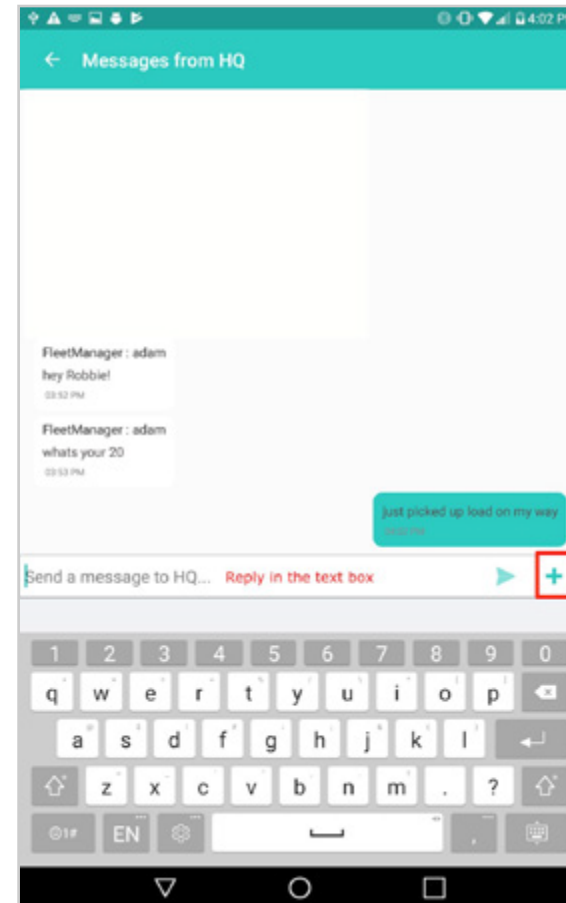 4:02 P
Messages from HQ
FleetManager : adam
hey Robbie!
03:52 PM
FleetManager : adam
whats your 20
03:53 PM
just picked up load on my way
Send a message to HQ... Reply in the text box
1 2 3 4 5 6 7 8 9 0
q w e r t y u i o p
a s d f g h j k l
z x c v b n m . ?
EN ,